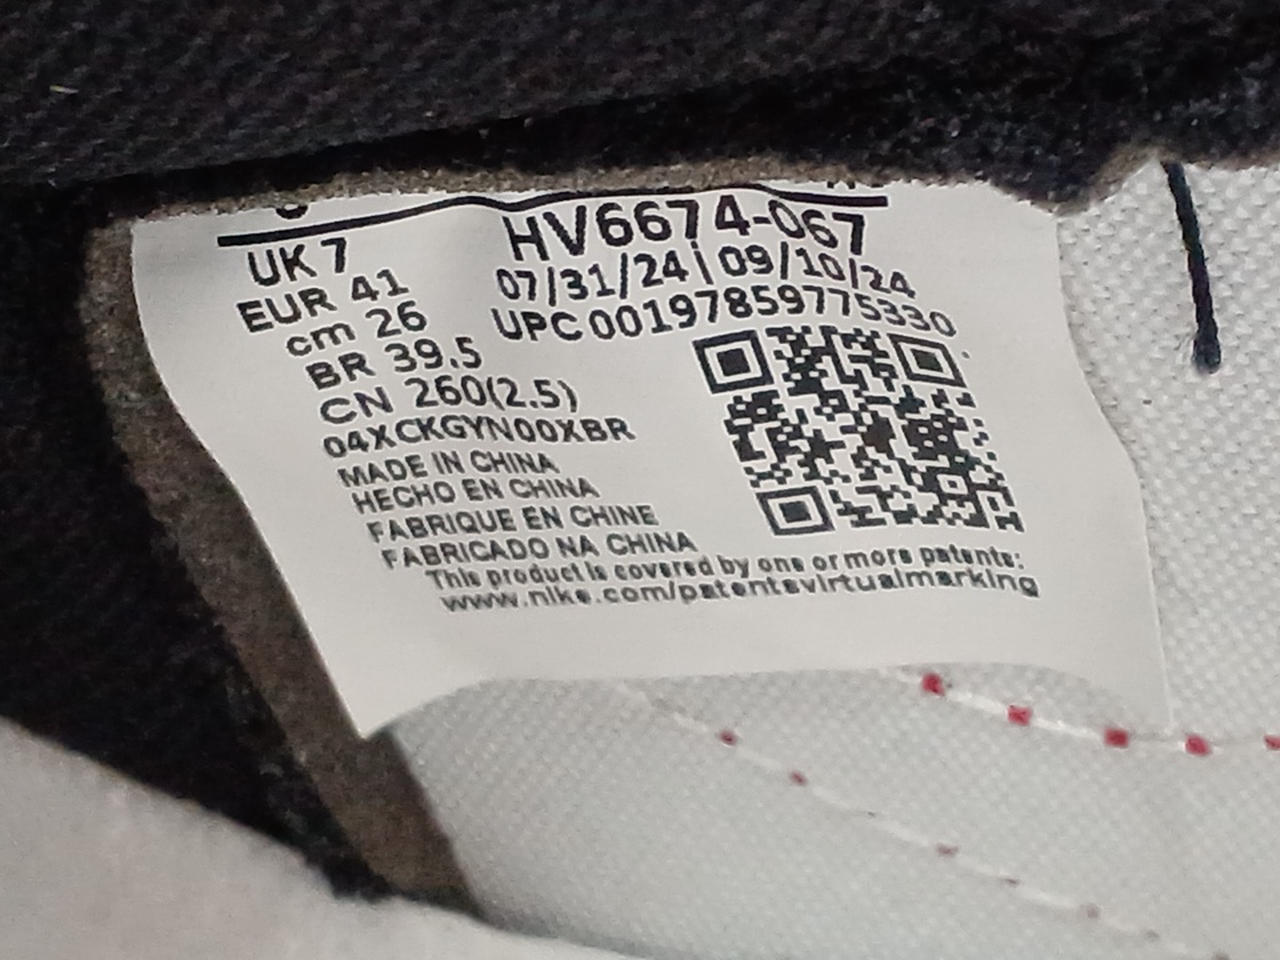 UK 7
EUR 41
cm 26
BR 39.5
CN 260(2.5)
HV6674-067
07/31/24 | 09/10/24
UPC 00197859775330
04XCKGYN00XBR
MADE IN CHINA
HECHO EN CHINA
FABRIQUE EN CHINE
FABRICADO NA CHINA
This product is covered by one or more patents:
www.nike.com/patentsvirtualmarking